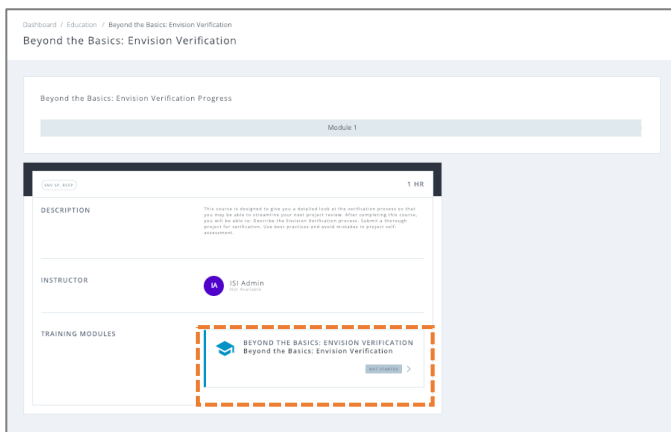 Dashboard / Education / Beyond the Basics: Envision Verification
Beyond the Basics: Envision Verification
Beyond the Basics: Envision Verification Progress
Module 1
ENV SP, REEP
1 HR
DESCRIPTION
This course is designed to give you a detailed look at the verification process so that
you may be able to streamline your next project review. After completing this course,
you will be able to: Describe the Envision Verification process. Submit a thorough
project for verification. Use best practices and avoid mistakes in project self-
assessment.
INSTRUCTOR
IA
ISI Admin
Not Available
TRAINING MODULES
BEYOND THE BASICS: ENVISION VERIFICATION
Beyond the Basics: Envision Verification
NOT STARTED